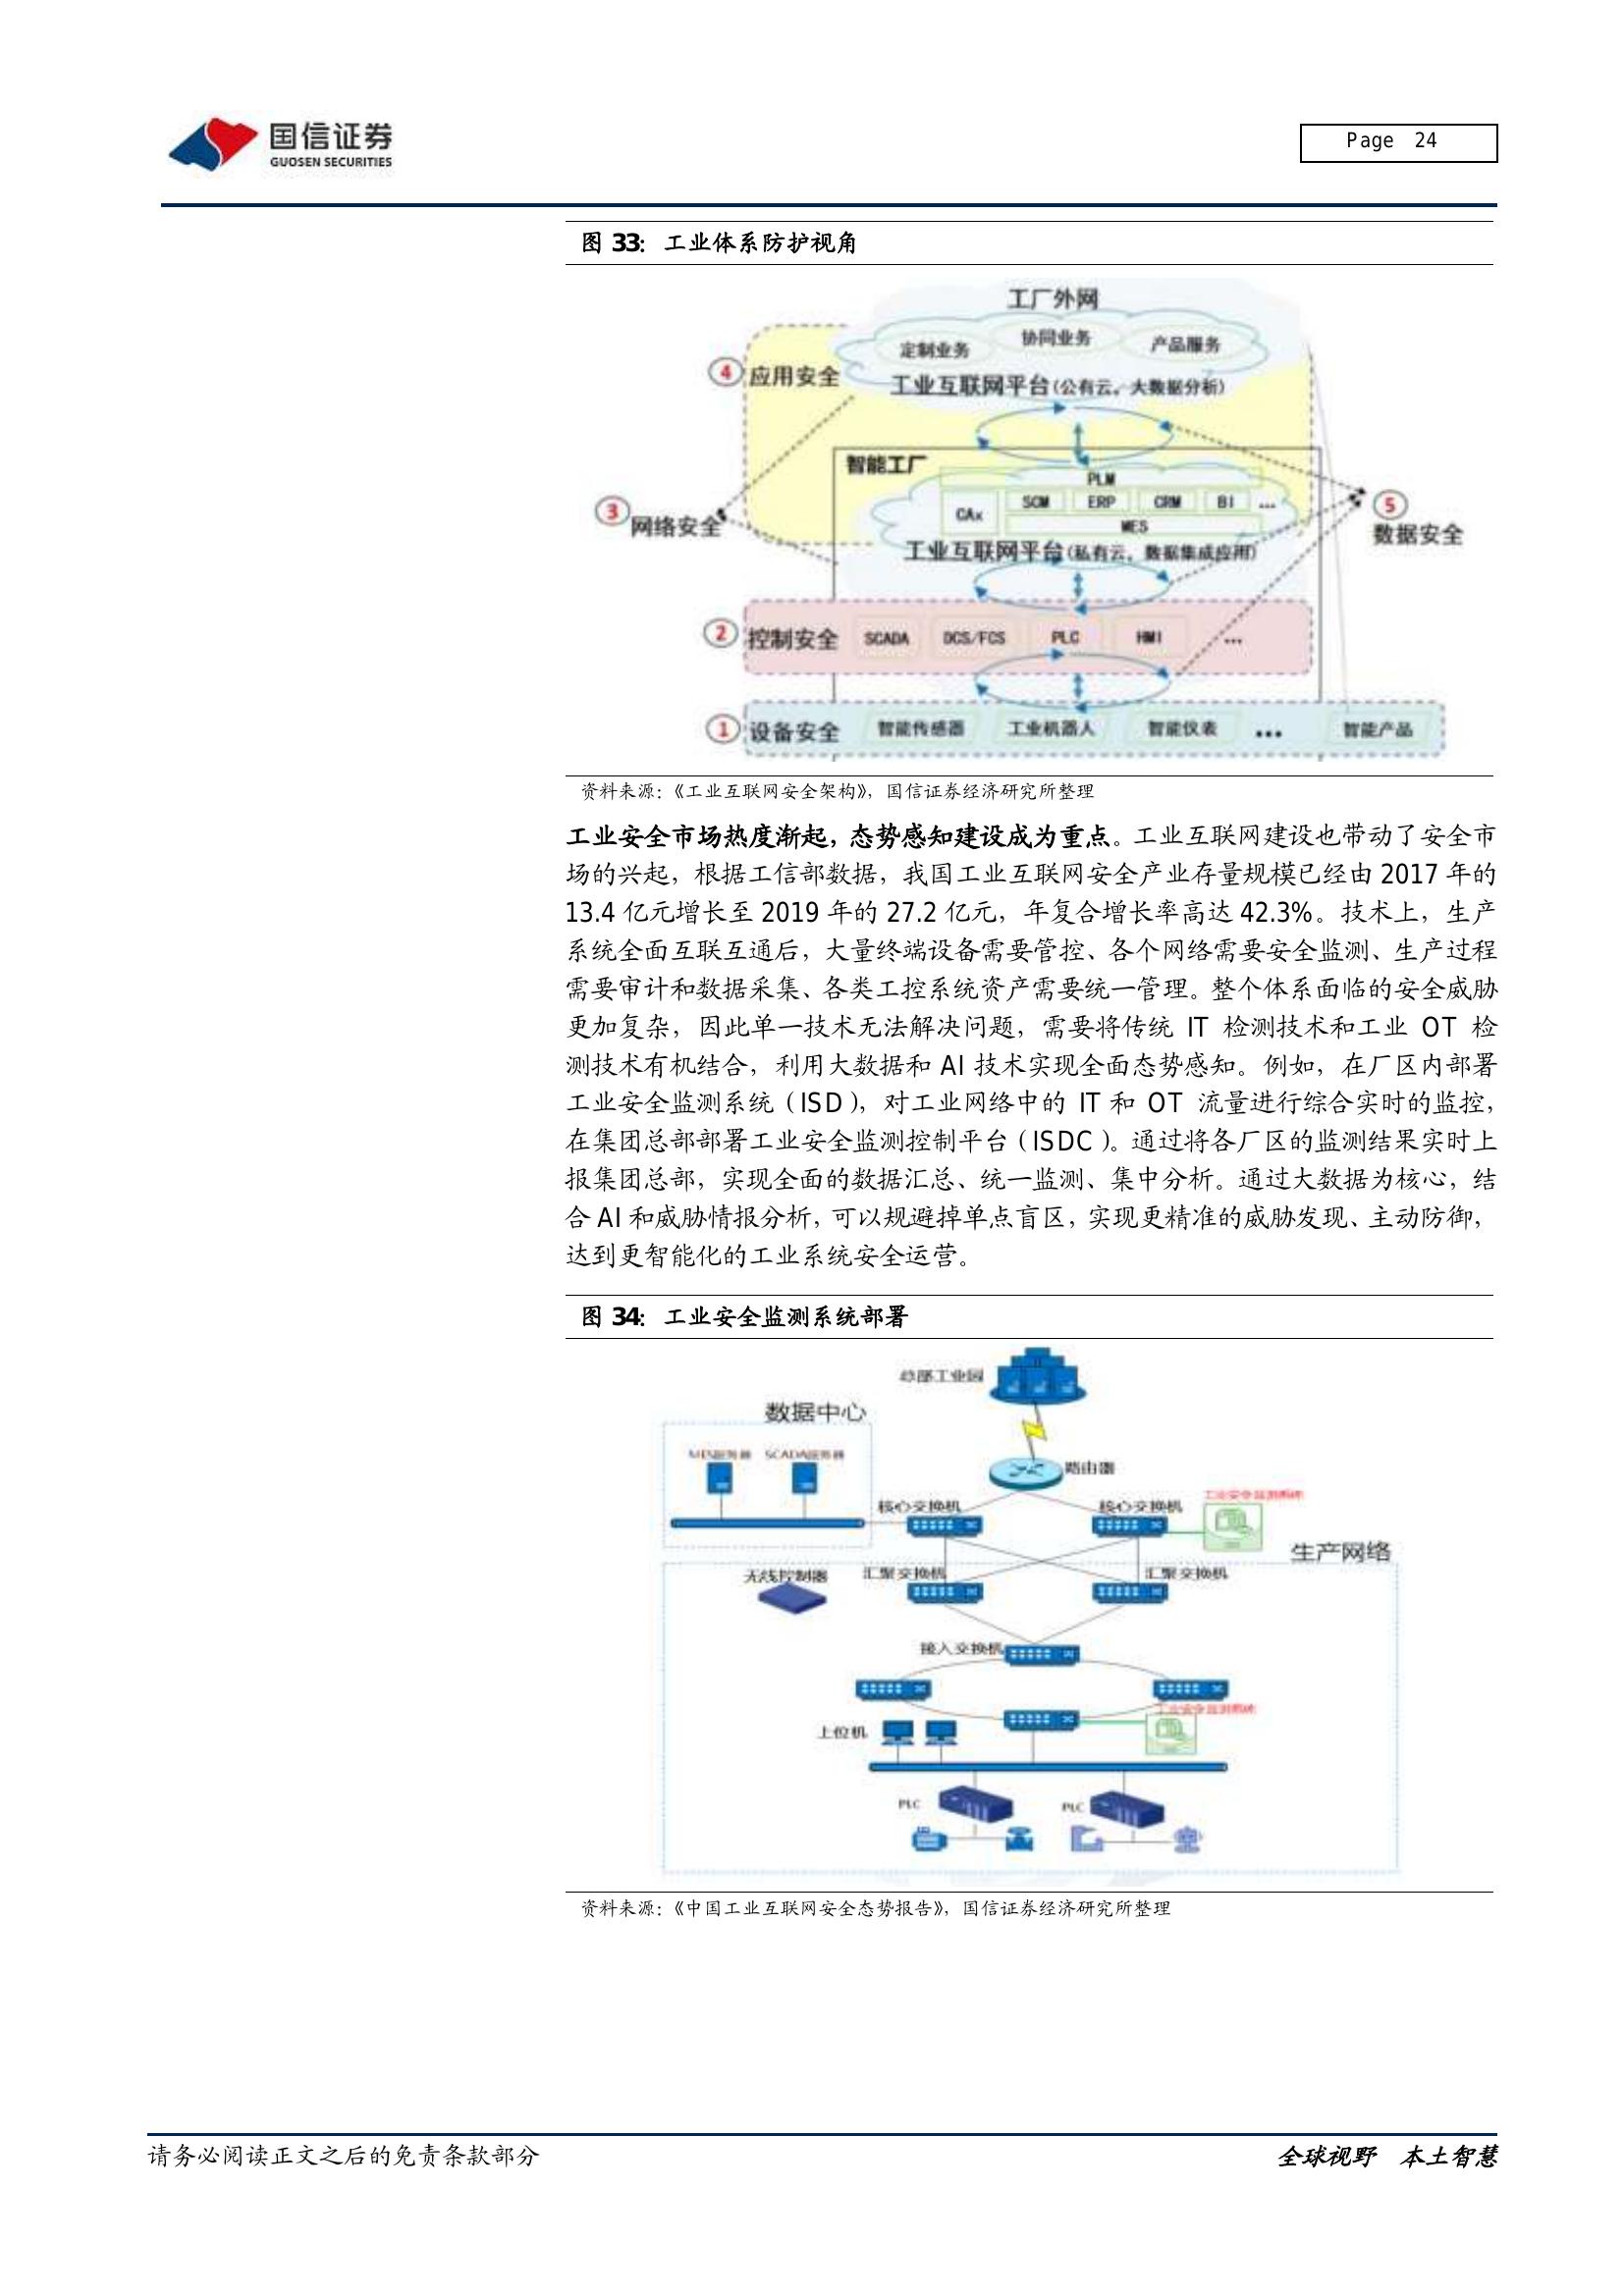 国信证券
GUOSEN SECURITIES
Page 24
图 33：工业体系防护视角
工厂外网
定制业务 协同业务 产品服务
④ 应用安全
工业互联网平台(公有云，大数据分析)
智能工厂
PLM
CAx SCM ERP CRM BI …
MES
③ 网络安全
⑤
数据安全
工业互联网平台(私有云，数据集成应用)
② 控制安全 SCADA DCS/FCS PLC HMI …
① 设备安全 智能传感器 工业机器人 智能仪表 … 智能产品
资料来源：《工业互联网安全架构》，国信证券经济研究所整理
工业安全市场热度渐起，态势感知建设成为重点。工业互联网建设也带动了安全市
场的兴起，根据工信部数据，我国工业互联网安全产业存量规模已经由 2017 年的
13.4 亿元增长至 2019 年的 27.2 亿元，年复合增长率高达 42.3%。技术上，生产
系统全面互联互通后，大量终端设备需要管控、各个网络需要安全监测、生产过程
需要审计和数据采集、各类工控系统资产需要统一管理。整个体系面临的安全威胁
更加复杂，因此单一技术无法解决问题，需要将传统 IT 检测技术和工业 OT 检
测技术有机结合，利用大数据和 AI 技术实现全面态势感知。例如，在厂区内部署
工业安全监测系统（ISD），对工业网络中的 IT 和 OT 流量进行综合实时的监控，
在集团总部部署工业安全监测控制平台（ISDC）。通过将各厂区的监测结果实时上
报集团总部，实现全面的数据汇总、统一监测、集中分析。通过大数据为核心，结
合 AI 和威胁情报分析，可以规避掉单点盲区，实现更精准的威胁发现、主动防御，
达到更智能化的工业系统安全运营。
图 34：工业安全监测系统部署
总部工业园
数据中心
MES服务器 SCADA服务器
路由器
核心交换机 核心交换机
工业安全监测系统
生产网络
无线控制器 汇聚交换机 汇聚交换机
接入交换机
工业安全监测系统
上位机
PLC PLC
资料来源：《中国工业互联网安全态势报告》，国信证券经济研究所整理
请务必阅读正文之后的免责条款部分
全球视野 本土智慧